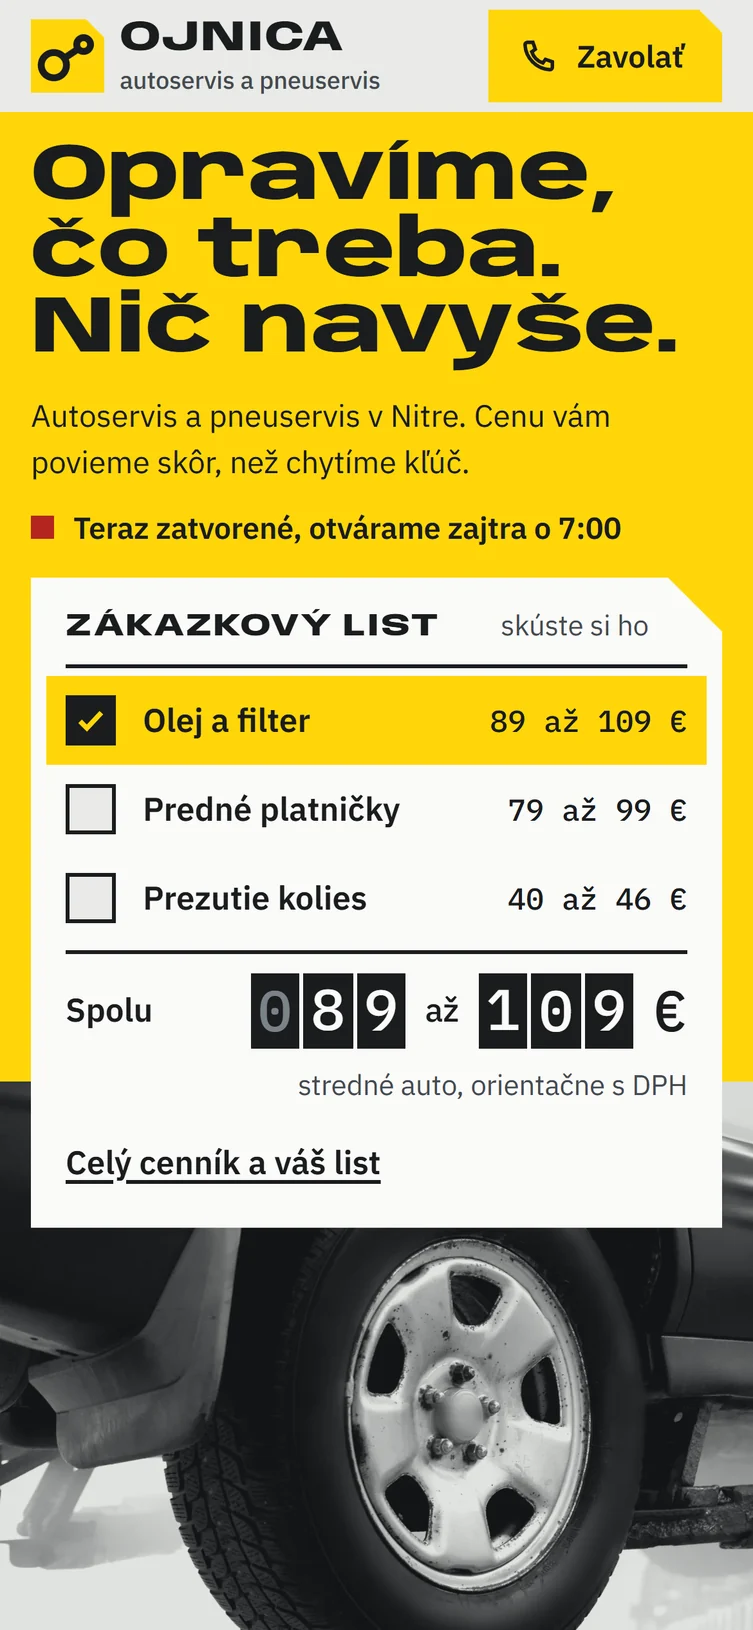 OJNICA
autoservis a pneuservis
Zavolať
Opravíme,
čo treba.
Nič navyše.
Autoservis a pneuservis v Nitre. Cenu vám
povieme skôr, než chytíme kľúč.
Teraz zatvorené, otvárame zajtra o 7:00
ZÁKAZKOVÝ LIST skúste si ho
Olej a filter 89 až 109 €
Predné platničky 79 až 99 €
Prezutie kolies 40 až 46 €
Spolu 089 až 109 €
stredné auto, orientačne s DPH
Celý cenník a váš list